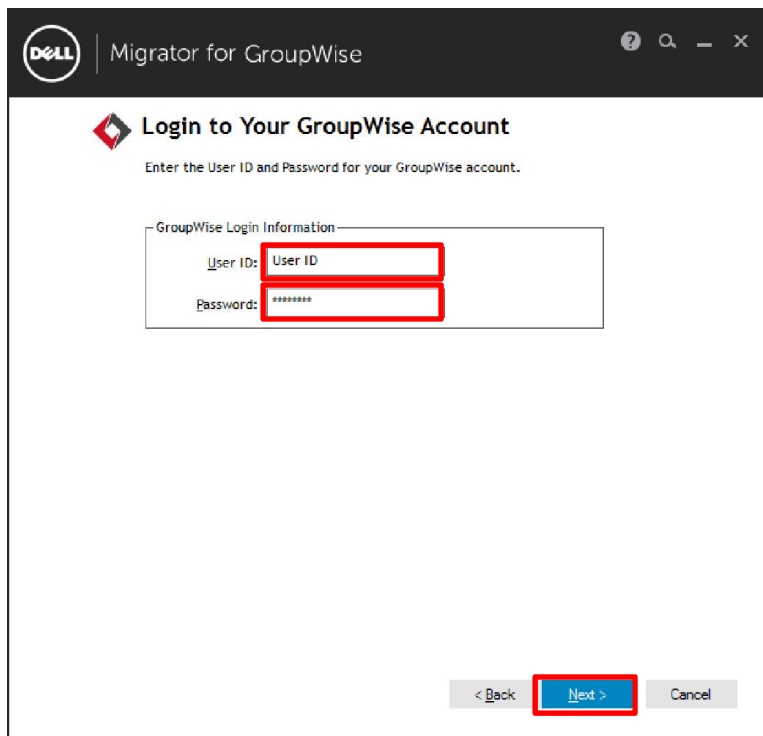 DELL Migrator for GroupWise ?
Login to Your GroupWise Account
Enter the User ID and Password for your GroupWise account.
GroupWise Login Information
User ID: User ID
Password: ********
< Back Next > Cancel